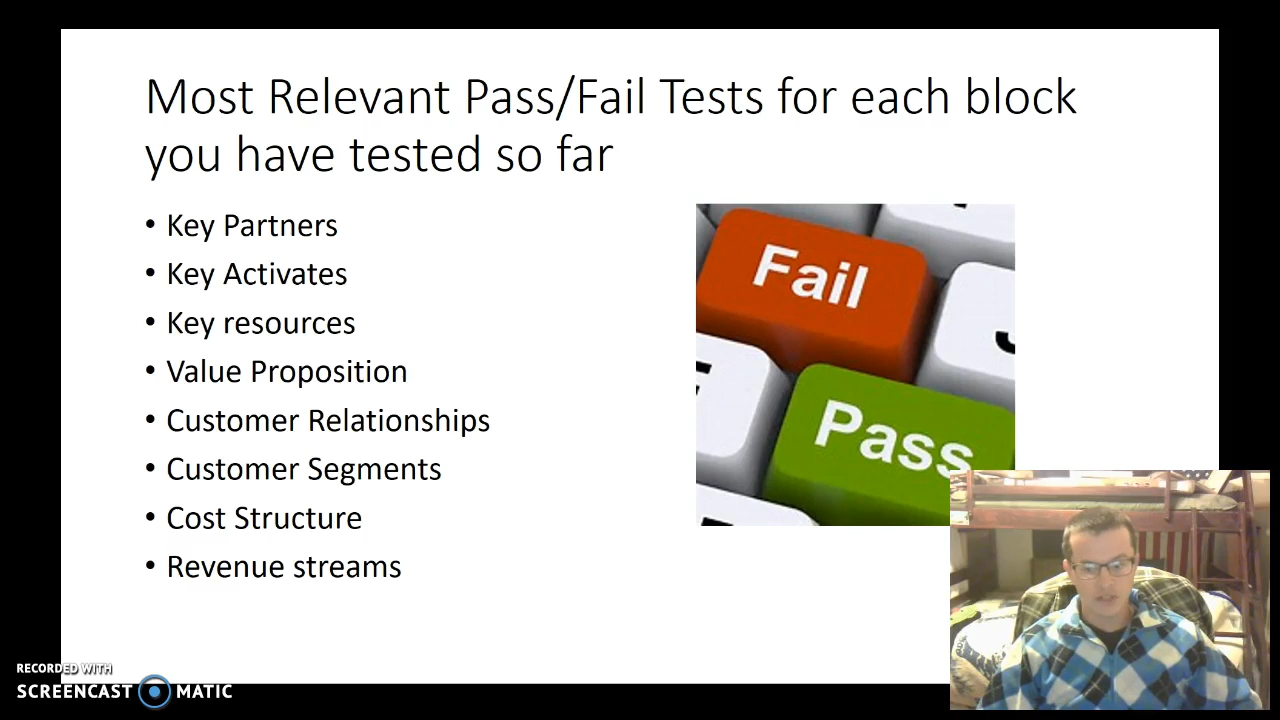 Most Relevant Pass/Fail Tests for each block
you have tested so far
• Key Partners
• Key Activates
• Key resources
• Value Proposition
• Customer Relationships
• Customer Segments
• Cost Structure
• Revenue streams
Fail
Pass
RECORDED WITH
SCREENCAST MATIC